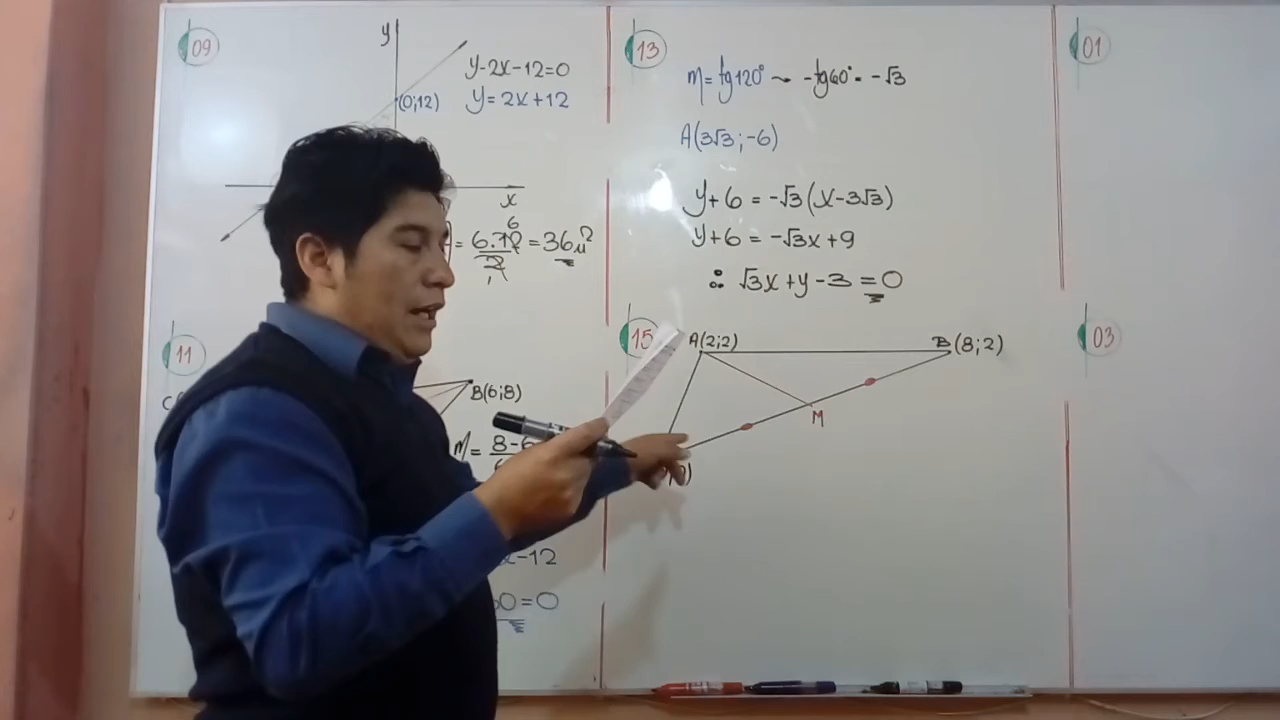 09
y
y-2x-12=0
y=2x+12
(0;12)
x
= 6.12/2 = 36u²
6
11
B(6;8)
m= 8-6
-12
0=0
13
m=tg120° ~ -tg60° = -√3
A(3√3;-6)
y+6 = -√3(x-3√3)
y+6 = -√3x+9
∴ √3x+y-3=0
15
A(2;2)
B(8;2)
M
01
03